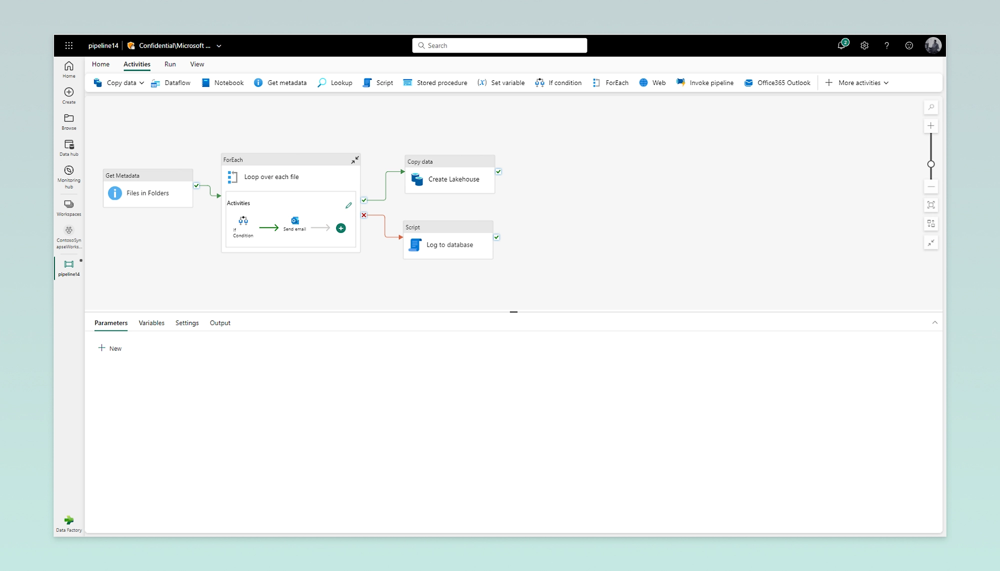 pipeline14
Confidential\Microsoft ...
Search
2
Home
Activities
Run
View
Copy data
Dataflow
Notebook
Get metadata
Lookup
Script
Stored procedure
(x) Set variable
If condition
ForEach
Web
Invoke pipeline
Office365 Outlook
More activities
Home
Create
Browse
Data hub
Monitoring
hub
Workspaces
ContosoSyn
apseWorks...
pipeline14
Data Factory
Get Metadata
Files in Folders
ForEach
Loop over each file
Activities
If
Condition
Send email
Copy data
Create Lakehouse
Script
Log to database
Parameters
Variables
Settings
Output
New